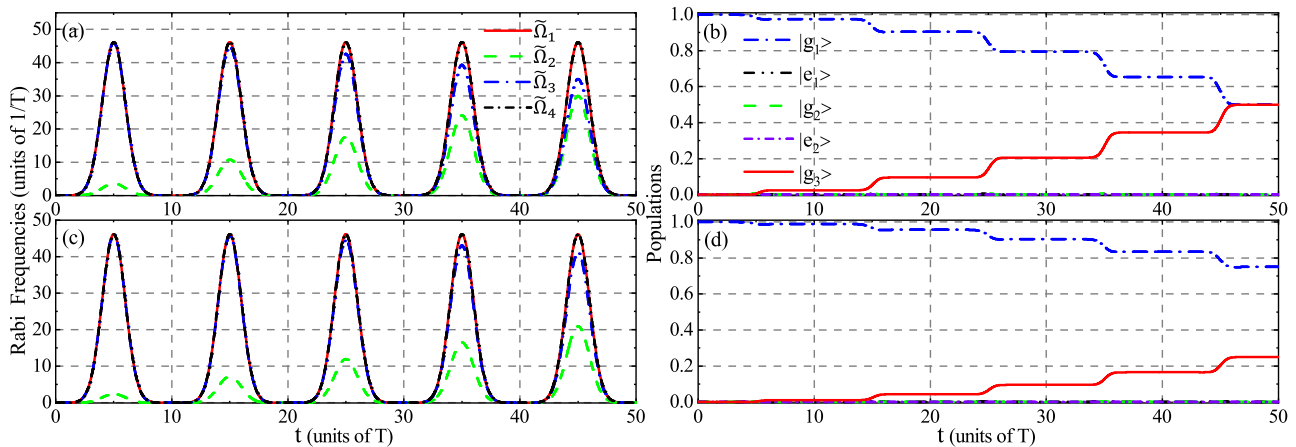 (a)
Ω̃₁
Ω̃₂
Ω̃₃
Ω̃₄
50
40
30
20
10
0
0 10 20 30 40 50
(b)
|g₁>
|e₁>
|g₂>
|e₂>
|g₃>
1.0
0.8
0.6
0.4
0.2
0.0
0 10 20 30 40 50
(c)
50
40
30
20
10
0
0 10 20 30 40 50
t (units of T)
Rabi Frequencies (units of 1/T)
(d)
1.0
0.8
0.6
0.4
0.2
0.0
0 10 20 30 40 50
t (units of T)
Populations